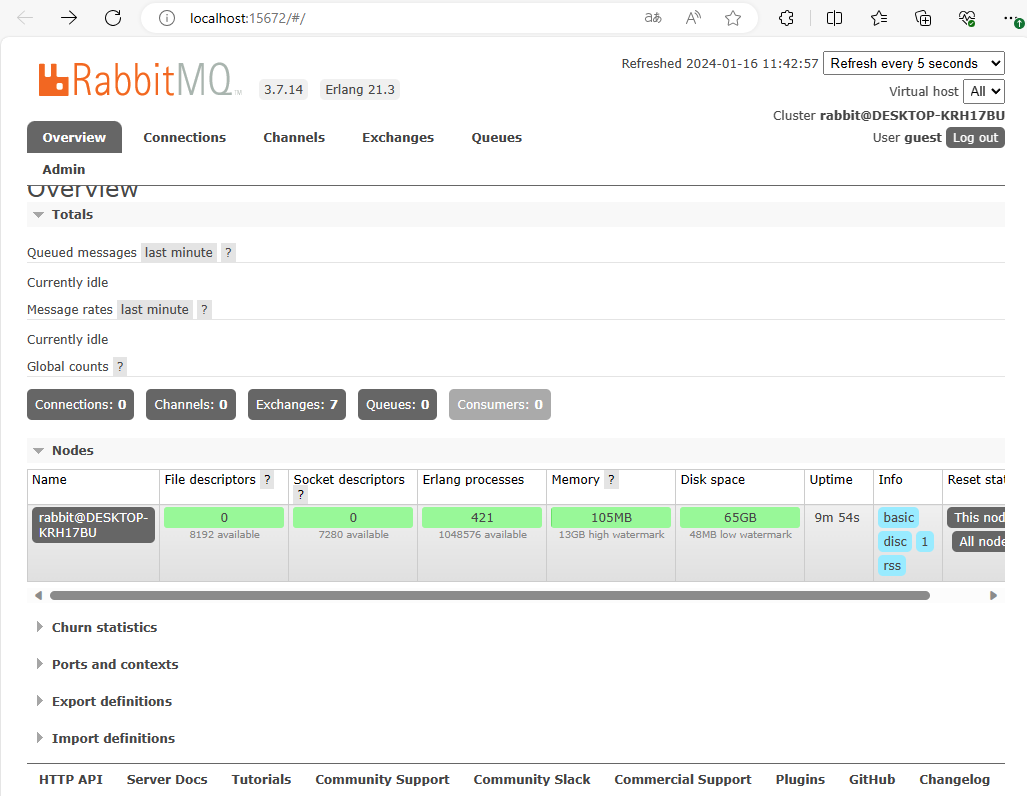 localhost:15672/#/
RabbitMQ TM 3.7.14 Erlang 21.3
Refreshed 2024-01-16 11:42:57 Refresh every 5 seconds
Virtual host All
Cluster rabbit@DESKTOP-KRH17BU
User guest Log out
Overview Connections Channels Exchanges Queues
Admin
Overview
Totals
Queued messages last minute ?
Currently idle
Message rates last minute ?
Currently idle
Global counts ?
Connections: 0 Channels: 0 Exchanges: 7 Queues: 0 Consumers: 0
Nodes
Name File descriptors ? Socket descriptors ? Erlang processes Memory ? Disk space Uptime Info Reset stat
rabbit@DESKTOP-KRH17BU 0 0 421 105MB 65GB 9m 54s basic This nod
8192 available 7280 available 1048576 available 13GB high watermark 48MB low watermark disc 1 All node
rss
Churn statistics
Ports and contexts
Export definitions
Import definitions
HTTP API Server Docs Tutorials Community Support Community Slack Commercial Support Plugins GitHub Changelog